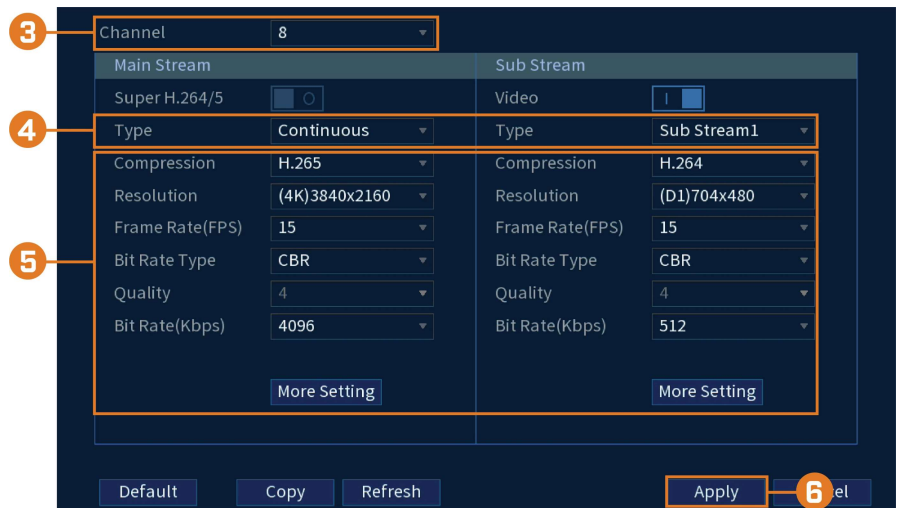 3 Channel 8
Main Stream Sub Stream
Super H.264/5 O Video I
4 Type Continuous Type Sub Stream1
Compression H.265 Compression H.264
Resolution (4K)3840x2160 Resolution (D1)704x480
Frame Rate(FPS) 15 Frame Rate(FPS) 15
5 Bit Rate Type CBR Bit Rate Type CBR
Quality 4 Quality 4
Bit Rate(Kbps) 4096 Bit Rate(Kbps) 512
More Setting More Setting
Default Copy Refresh Apply 6 el